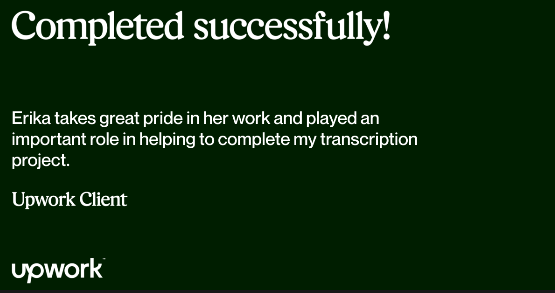 Completed successfully!
Erika takes great pride in her work and played an
important role in helping to complete my transcription
project.
Upwork Client
upwork